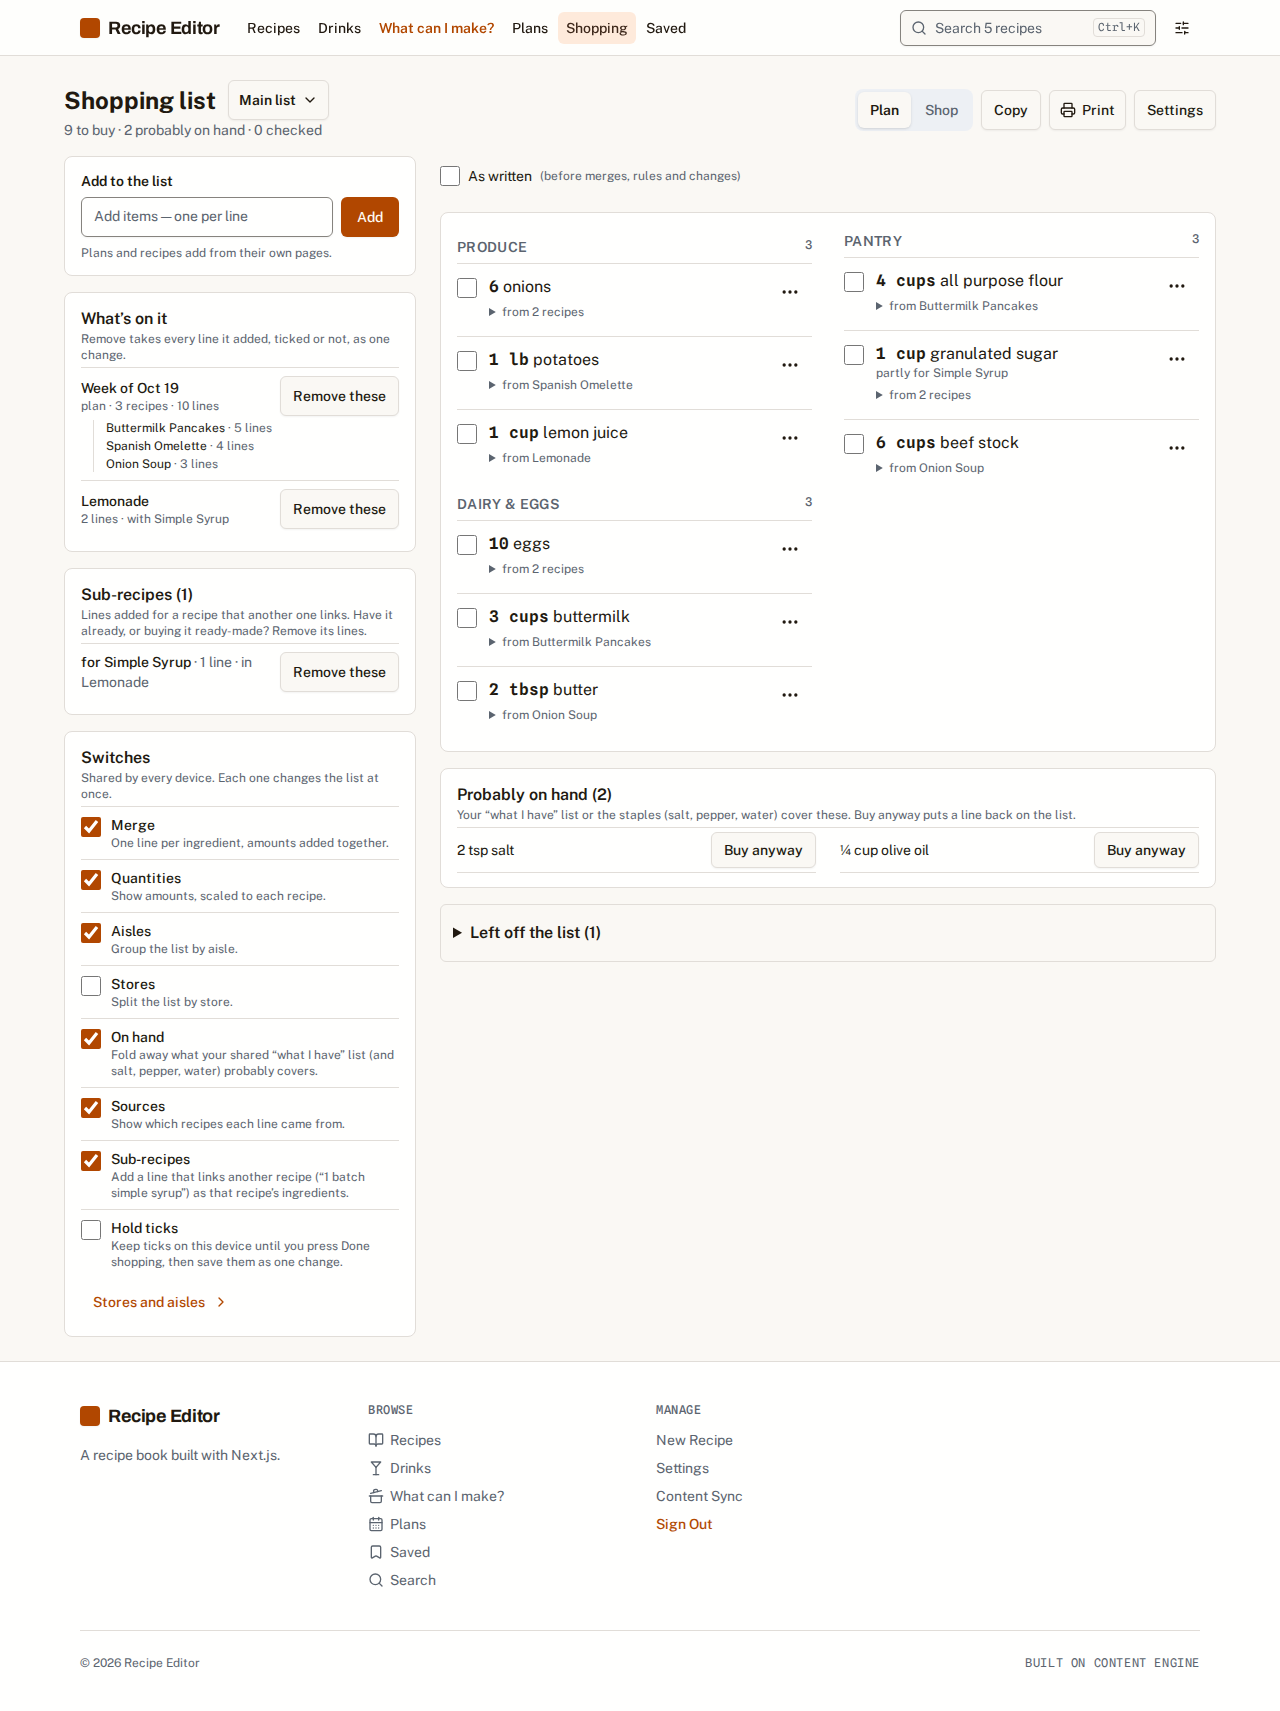 Recipe Editor
Recipes
Drinks
What can I make?
Plans
Shopping
Saved
Search 5 recipes
Ctrl+K
Shopping list
Main list
9 to buy · 2 probably on hand · 0 checked
Plan
Shop
Copy
Print
Settings
Add to the list
Add items — one per line
Add
Plans and recipes add from their own pages.
What’s on it
Remove takes every line it added, ticked or not, as one
change.
Week of Oct 19
plan · 3 recipes · 10 lines
Remove these
Buttermilk Pancakes · 5 lines
Spanish Omelette · 4 lines
Onion Soup · 3 lines
Lemonade
2 lines · with Simple Syrup
Remove these
Sub-recipes (1)
Lines added for a recipe that another one links. Have it
already, or buying it ready-made? Remove its lines.
for Simple Syrup · 1 line · in
Lemonade
Remove these
Switches
Shared by every device. Each one changes the list at
once.
Merge
One line per ingredient, amounts added together.
Quantities
Show amounts, scaled to each recipe.
Aisles
Group the list by aisle.
Stores
Split the list by store.
On hand
Fold away what your shared “what I have” list (and
salt, pepper, water) probably covers.
Sources
Show which recipes each line came from.
Sub-recipes
Add a line that links another recipe (“1 batch
simple syrup”) as that recipe’s ingredients.
Hold ticks
Keep ticks on this device until you press Done
shopping, then save them as one change.
Stores and aisles
As written (before merges, rules and changes)
PRODUCE 3
6 onions
from 2 recipes
1 lb potatoes
from Spanish Omelette
1 cup lemon juice
from Lemonade
DAIRY & EGGS 3
10 eggs
from 2 recipes
3 cups buttermilk
from Buttermilk Pancakes
2 tbsp butter
from Onion Soup
PANTRY 3
4 cups all purpose flour
from Buttermilk Pancakes
1 cup granulated sugar
partly for Simple Syrup
from 2 recipes
6 cups beef stock
from Onion Soup
Probably on hand (2)
Your “what I have” list or the staples (salt, pepper, water) cover these. Buy anyway puts a line back on the list.
2 tsp salt
Buy anyway
¼ cup olive oil
Buy anyway
Left off the list (1)
Recipe Editor
A recipe book built with Next.js.
BROWSE
Recipes
Drinks
What can I make?
Plans
Saved
Search
MANAGE
New Recipe
Settings
Content Sync
Sign Out
© 2026 Recipe Editor
BUILT ON CONTENT ENGINE